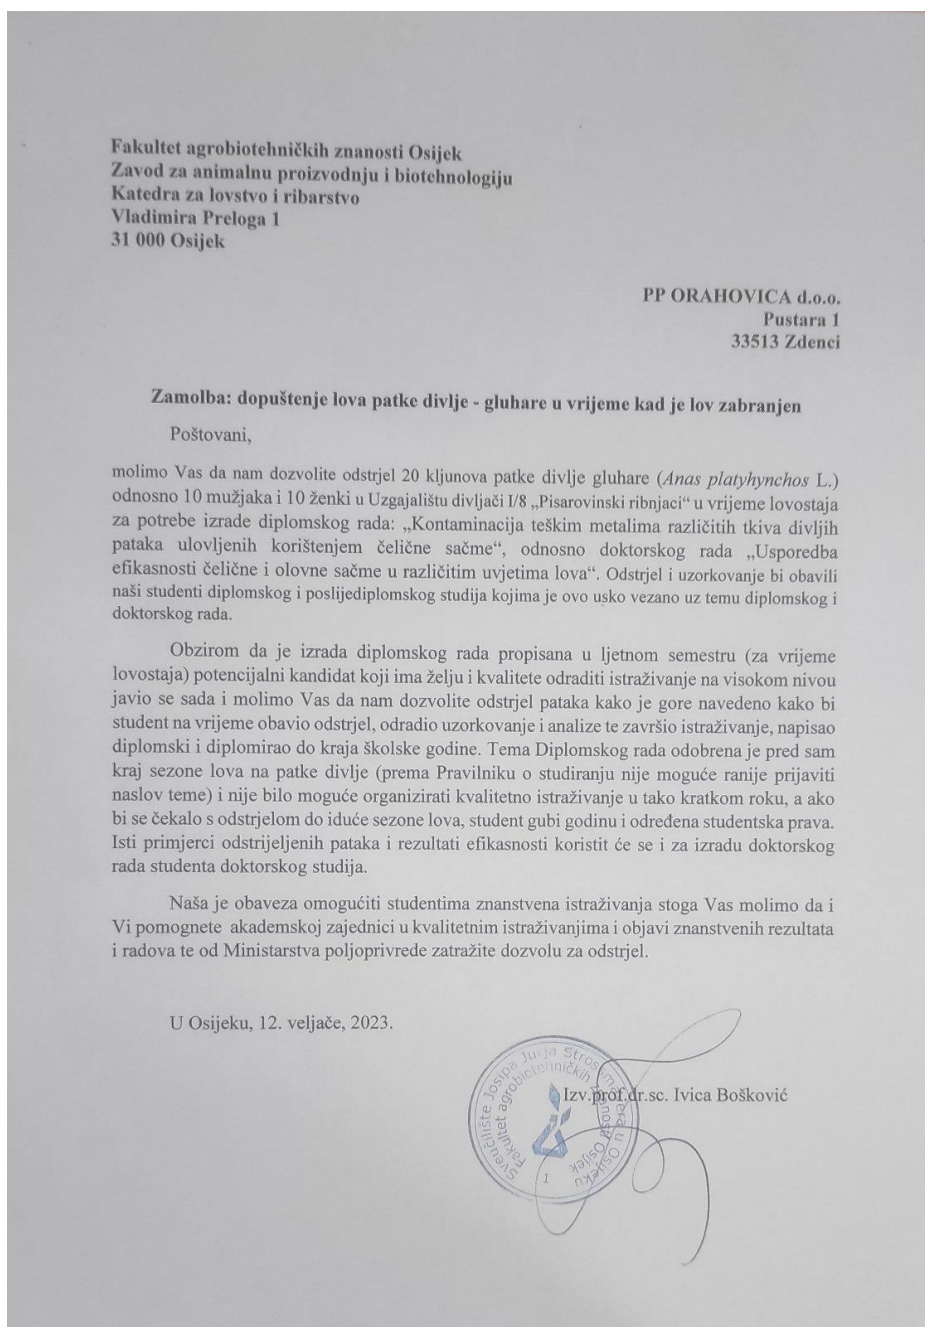 Fakultet agrobiotehničkih znanosti Osijek
Zavod za animalnu proizvodnju i biotehnologiju
Katedra za lovstvo i ribarstvo
Vladimira Preloga 1
31 000 Osijek
PP ORAHOVICA d.o.o.
Pustara 1
33513 Zdenci
Zamolba: dopuštenje lova patke divlje - gluhare u vrijeme kad je lov zabranjen
Poštovani,
molimo Vas da nam dozvolite odstrjel 20 kljunova patke divlje gluhare (Anas platyhynchos L.)
odnosno 10 mužjaka i 10 ženki u Uzgajalištu divljači I/8 „Pisarovinski ribnjaci“ u vrijeme lovostaja
za potrebe izrade diplomskog rada: „Kontaminacija teškim metalima različitih tkiva divljih
pataka ulovljenih korištenjem čelične sačme“, odnosno doktorskog rada „Usporedba
efikasnosti čelične i olovne sačme u različitim uvjetima lova“. Odstrjel i uzorkovanje bi obavili
naši studenti diplomskog i poslijediplomskog studija kojima je ovo usko vezano uz temu diplomskog i
doktorskog rada.
Obzirom da je izrada diplomskog rada propisana u ljetnom semestru (za vrijeme
lovostaja) potencijalni kandidat koji ima želju i kvalitete odraditi istraživanje na visokom nivou
javio se sada i molimo Vas da nam dozvolite odstrjel pataka kako je gore navedeno kako bi
student na vrijeme obavio odstrjel, odradio uzorkovanje i analize te završio istraživanje, napisao
diplomski i diplomirao do kraja školske godine. Tema Diplomskog rada odobrena je pred sam
kraj sezone lova na patke divlje (prema Pravilniku o studiranju nije moguće ranije prijaviti
naslov teme) i nije bilo moguće organizirati kvalitetno istraživanje u tako kratkom roku, a ako
bi se čekalo s odstrjelom do iduće sezone lova, student gubi godinu i određena studentska prava.
Isti primjerci odstrijeljenih pataka i rezultati efikasnosti koristit će se i za izradu doktorskog
rada studenta doktorskog studija.
Naša je obaveza omogućiti studentima znanstvena istraživanja stoga Vas molimo da i
Vi pomognete akademskoj zajednici u kvalitetnim istraživanjima i objavi znanstvenih rezultata
i radova te od Ministarstva poljoprivrede zatražite dozvolu za odstrjel.
U Osijeku, 12. veljače, 2023.
Izv.prof.dr.sc. Ivica Bošković
Sveučilište Josipa Jurja Strossmayera u Osijeku
Fakultet agrobiotehničkih znanosti Osijek
1